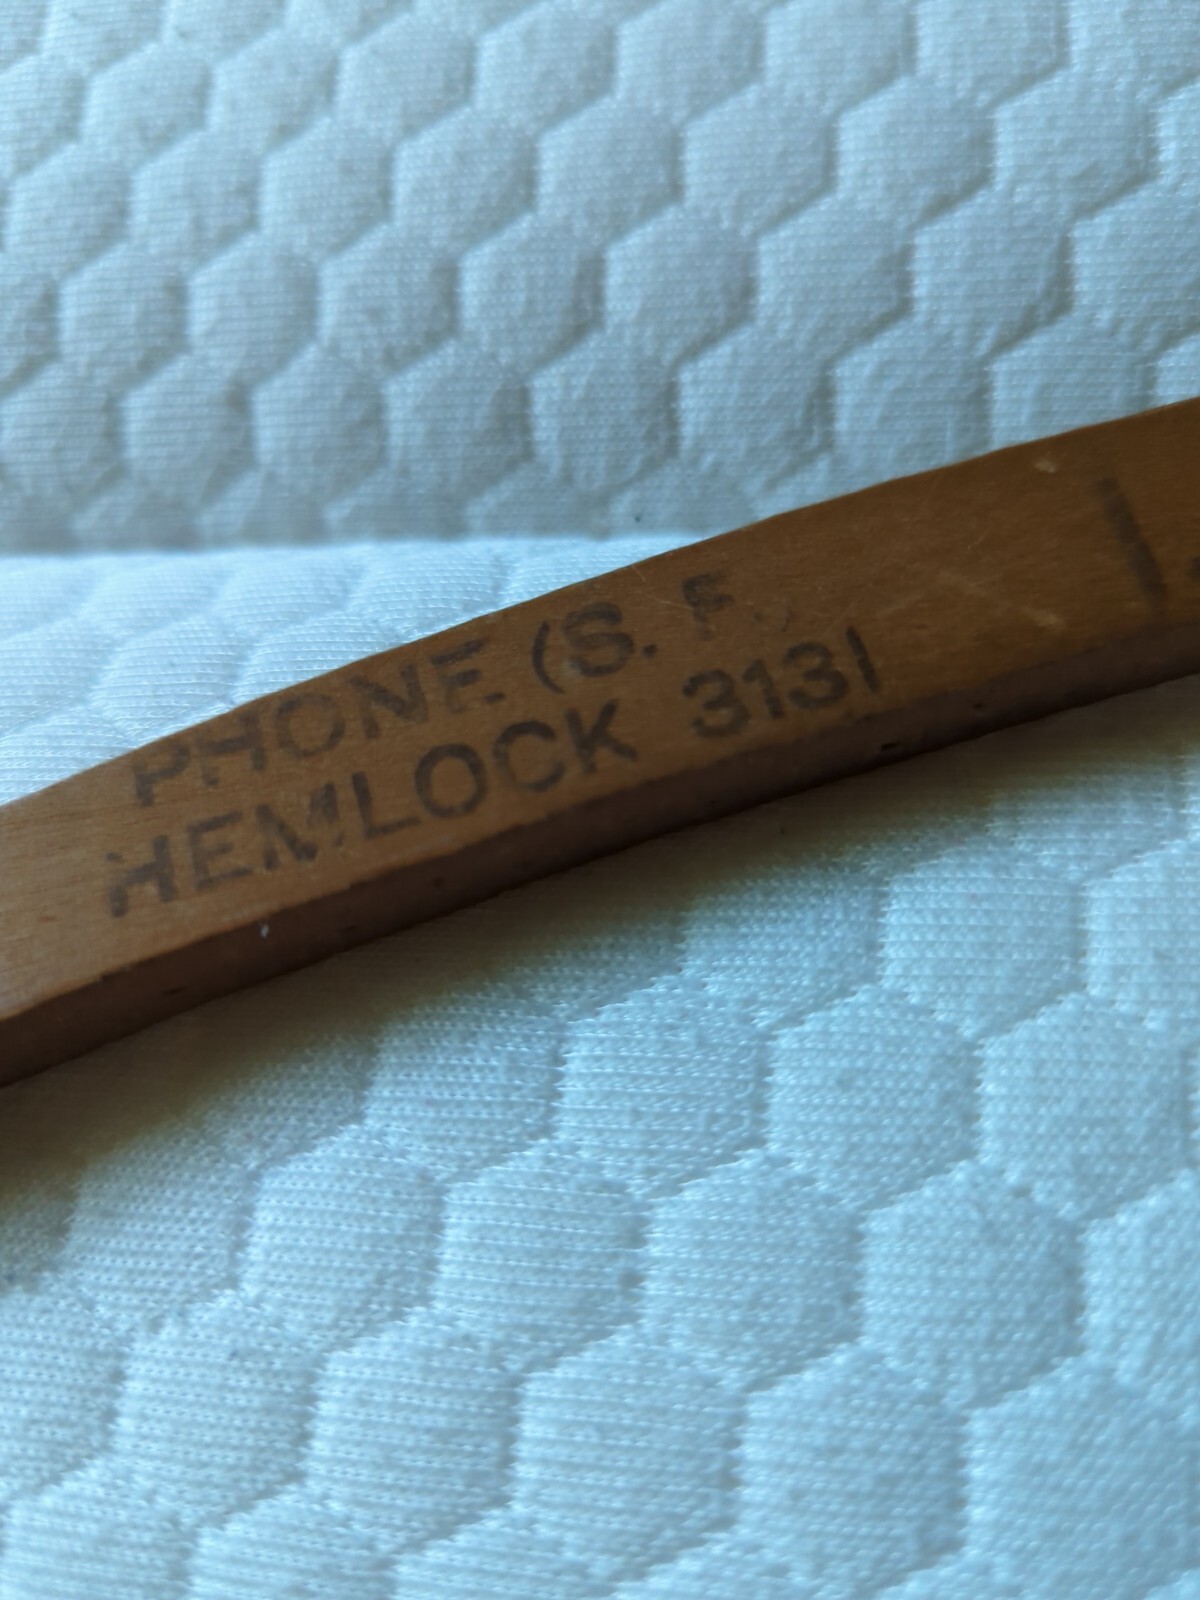 PHONE (S. F.
HEMLOCK 3131